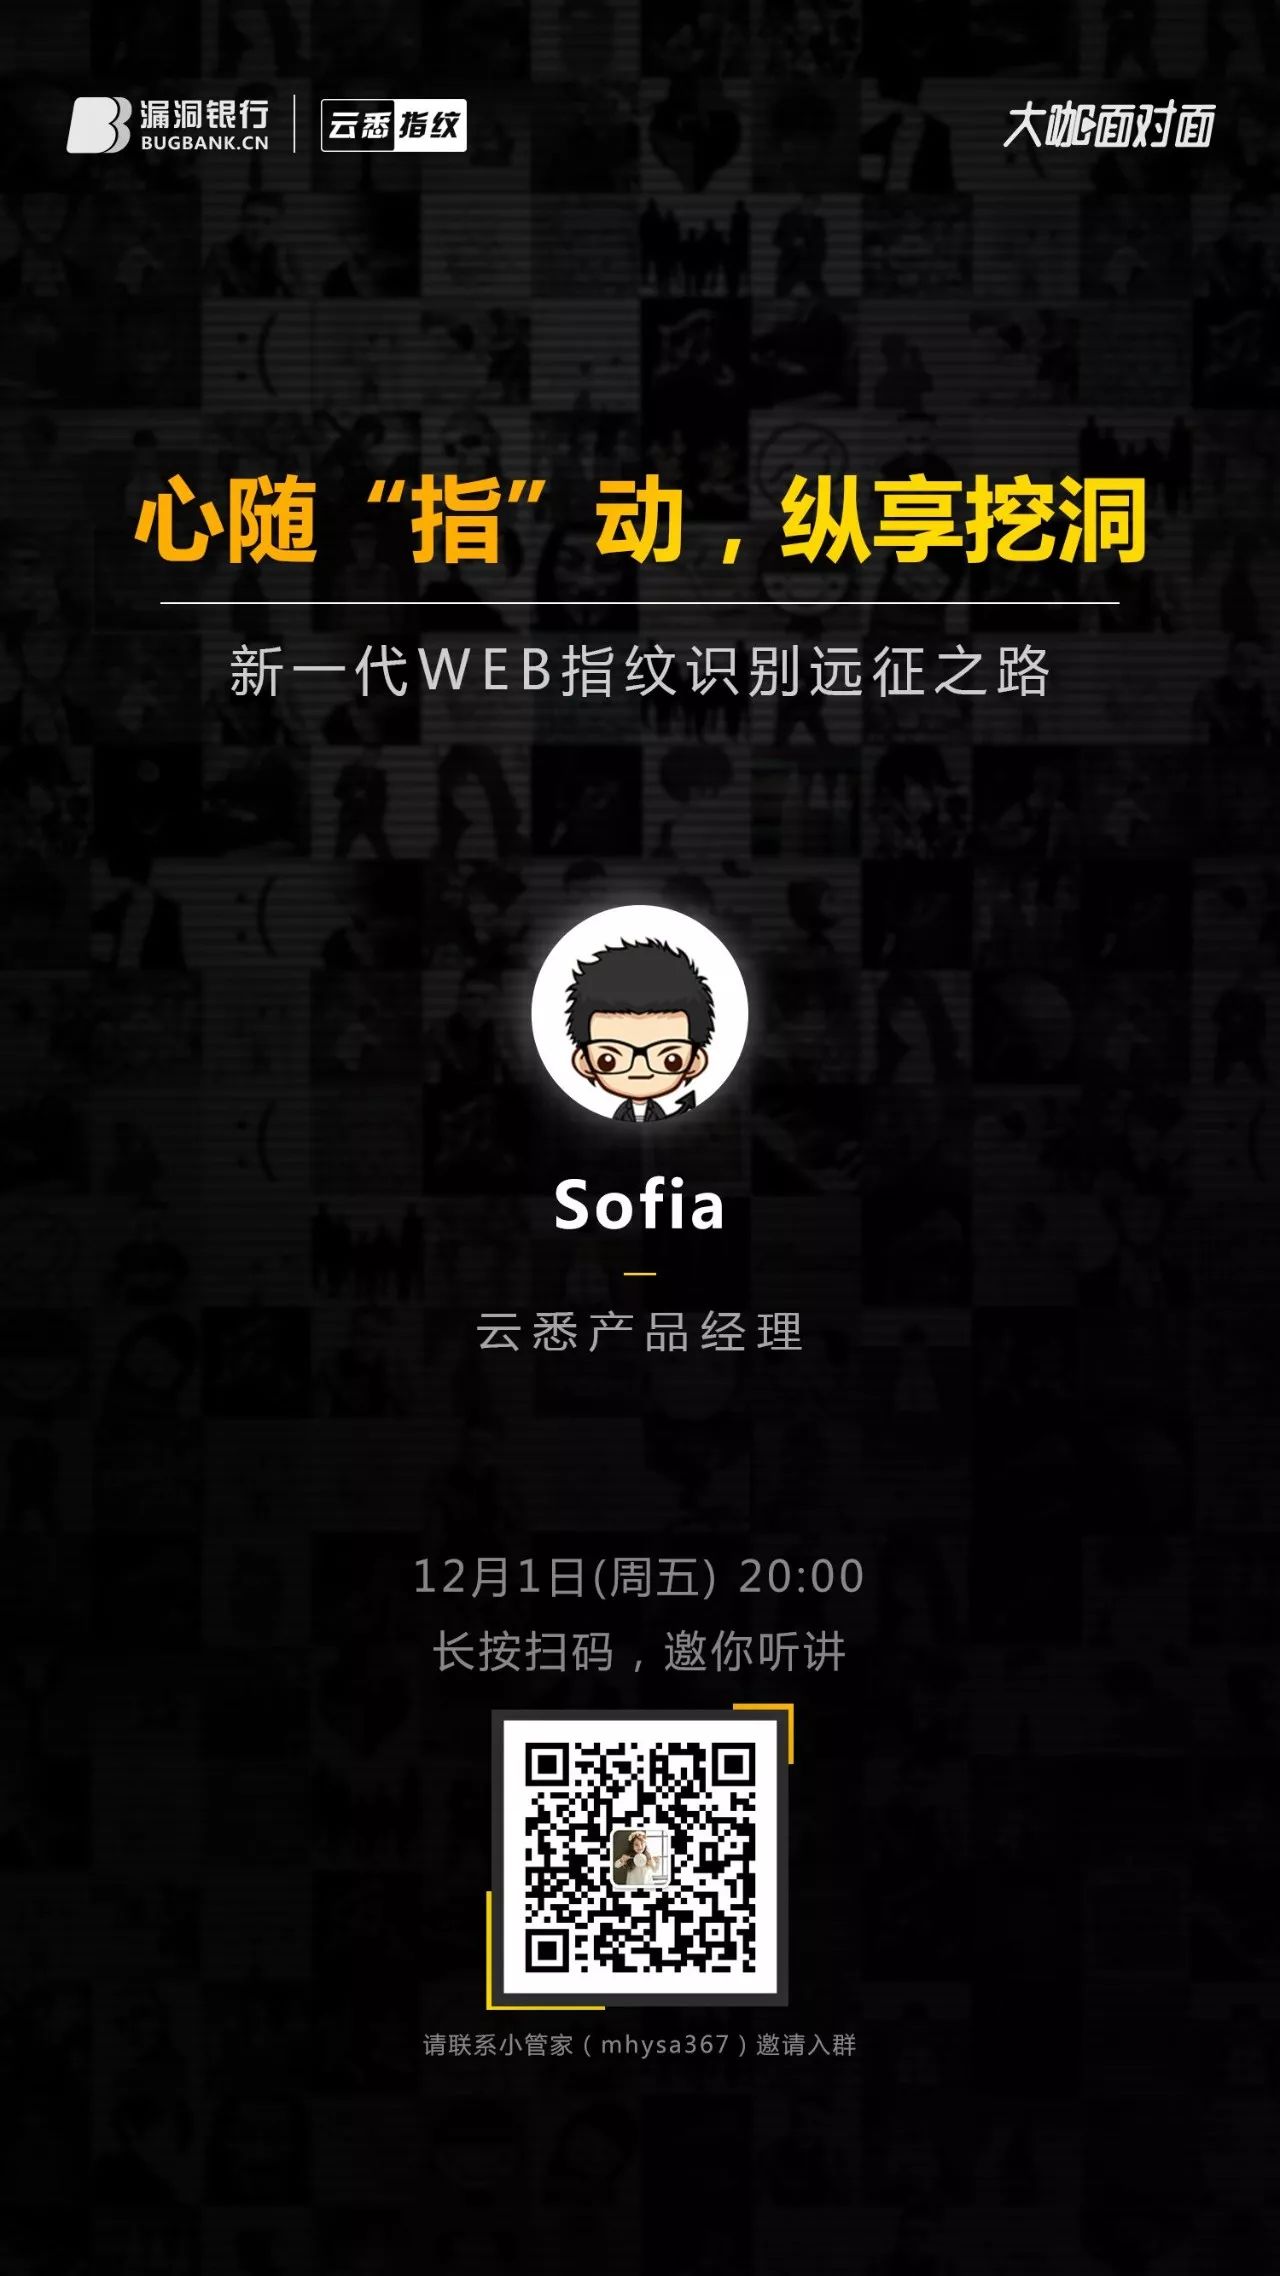 漏洞银行
BUGBANK.CN
云悉指纹
大咖面对面
心随“指”动，纵享挖洞
新一代WEB指纹识别远征之路
Sofia
云悉产品经理
12月1日(周五) 20:00
长按扫码，邀你听讲
请联系小管家（mhysa367）邀请入群